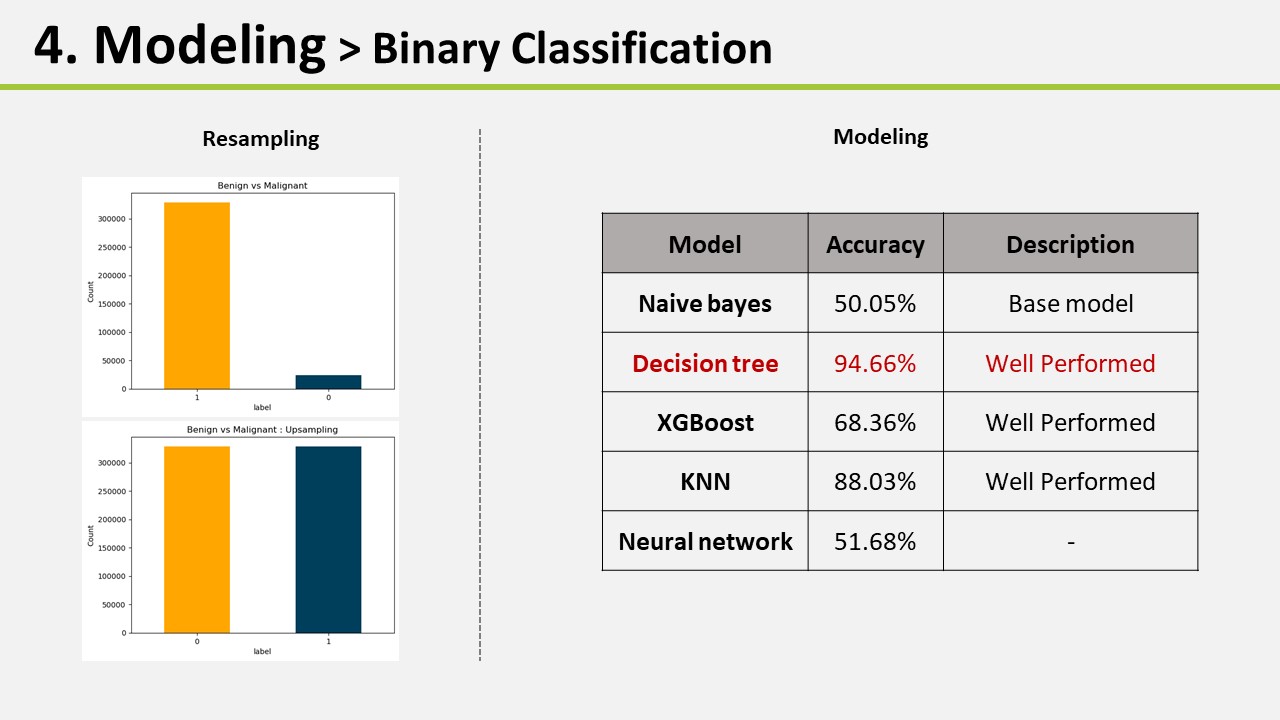 4. Modeling > Binary Classification
Resampling
Benign vs Malignant
300000
250000
200000
150000
100000
50000
0
Count
1 0
label
Benign vs Malignant : Upsampling
300000
250000
200000
150000
100000
50000
0
Count
0 1
label
Modeling
Model Accuracy Description
Naive bayes 50.05% Base model
Decision tree 94.66% Well Performed
XGBoost 68.36% Well Performed
KNN 88.03% Well Performed
Neural network 51.68% -